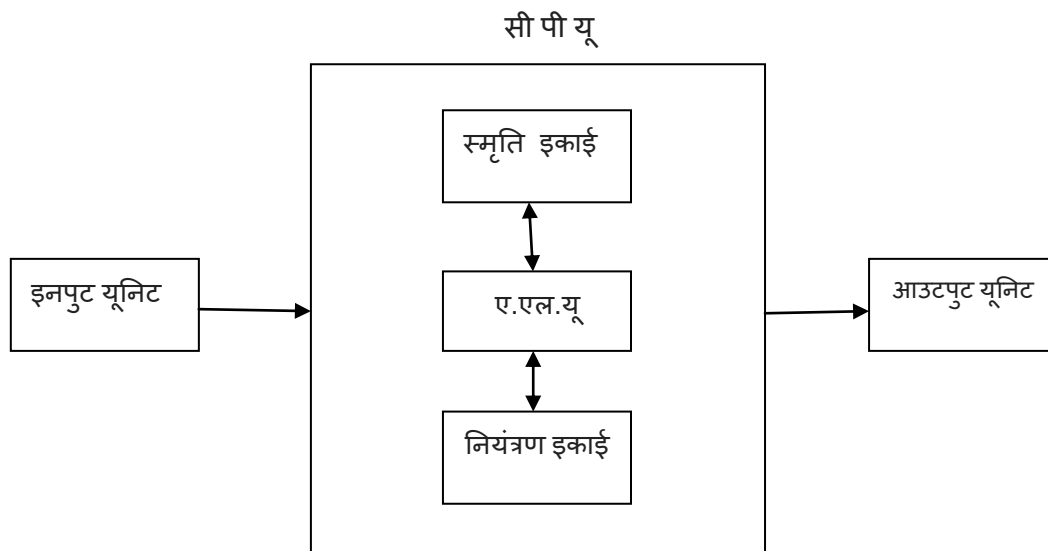 सी पी यू
स्मृति इकाई
इनपुट यूनिट
ए.एल.यू
आउटपुट यूनिट
नियंत्रण इकाई